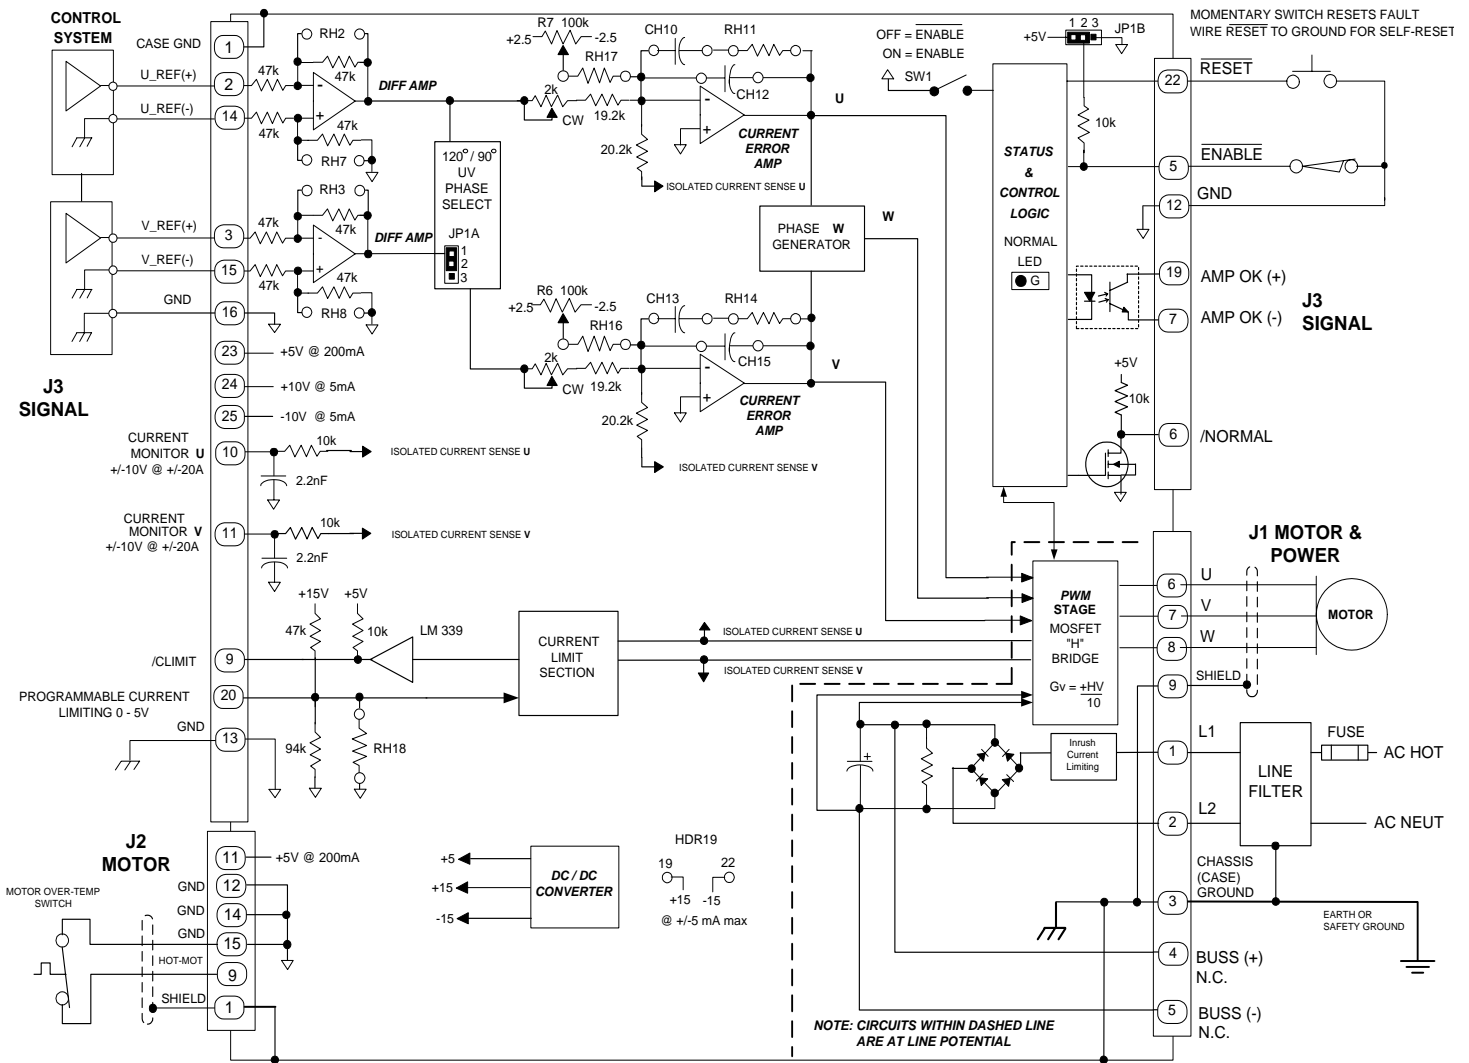 CONTROL
SYSTEM
CASE GND
1
U_REF(+)
2
47k
RH2
47k
DIFF AMP
U_REF(-)
14
47k
47k
RH7
RH3
47k
V_REF(+)
3
47k
DIFF AMP
V_REF(-)
15
47k
47k
RH8
GND
16
23
+5V @ 200mA
24
+10V @ 5mA
25
-10V @ 5mA
J3
SIGNAL
CURRENT
MONITOR U
+/-10V @ +/-20A
10
10k
ISOLATED CURRENT SENSE U
2.2nF
CURRENT
MONITOR V
+/-10V @ +/-20A
11
10k
ISOLATED CURRENT SENSE V
2.2nF
120° / 90°
UV
PHASE
SELECT
JP1A
1
2
3
R7 100k
+2.5
-2.5
RH17
CH10
RH11
CH12
2k
CW
19.2k
-
+
20.2k
CURRENT
ERROR
AMP
U
ISOLATED CURRENT SENSE U
PHASE W
GENERATOR
W
R6 100k
+2.5
-2.5
RH16
CH13
RH14
CH15
2k
CW
19.2k
-
+
20.2k
CURRENT
ERROR
AMP
V
ISOLATED CURRENT SENSE V
OFF = ENABLE
ON = ENABLE
SW1
+5V
1 2 3
JP1B
MOMENTARY SWITCH RESETS FAULT
WIRE RESET TO GROUND FOR SELF-RESET
STATUS
&
CONTROL
LOGIC
NORMAL
LED
G
10k
22
RESET
5
ENABLE
12
GND
19
AMP OK (+)
7
AMP OK (-)
J3
SIGNAL
+5V
10k
6
/NORMAL
+15V
+5V
47k
10k
LM 339
/CLIMIT
9
PROGRAMMABLE CURRENT
LIMITING 0 - 5V
20
GND
13
94k
RH18
CURRENT
LIMIT
SECTION
ISOLATED CURRENT SENSE U
ISOLATED CURRENT SENSE V
PWM
STAGE
MOSFET
"H"
BRIDGE
Gv = +HV
10
J1 MOTOR &
POWER
6
U
7
V
8
W
MOTOR
9
SHIELD
+
Inrush
Current
Limiting
1
L1
2
L2
LINE
FILTER
FUSE
AC HOT
AC NEUT
CHASSIS
(CASE)
GROUND
3
EARTH OR
SAFETY GROUND
4
BUSS (+)
N.C.
5
BUSS (-)
N.C.
J2
MOTOR
11
+5V @ 200mA
GND
12
GND
14
GND
15
HOT-MOT
9
SHIELD
1
MOTOR OVER-TEMP
SWITCH
+5
+15
-15
DC / DC
CONVERTER
HDR19
19
22
+15 -15
@ +/-5 mA max
NOTE: CIRCUITS WITHIN DASHED LINE
ARE AT LINE POTENTIAL